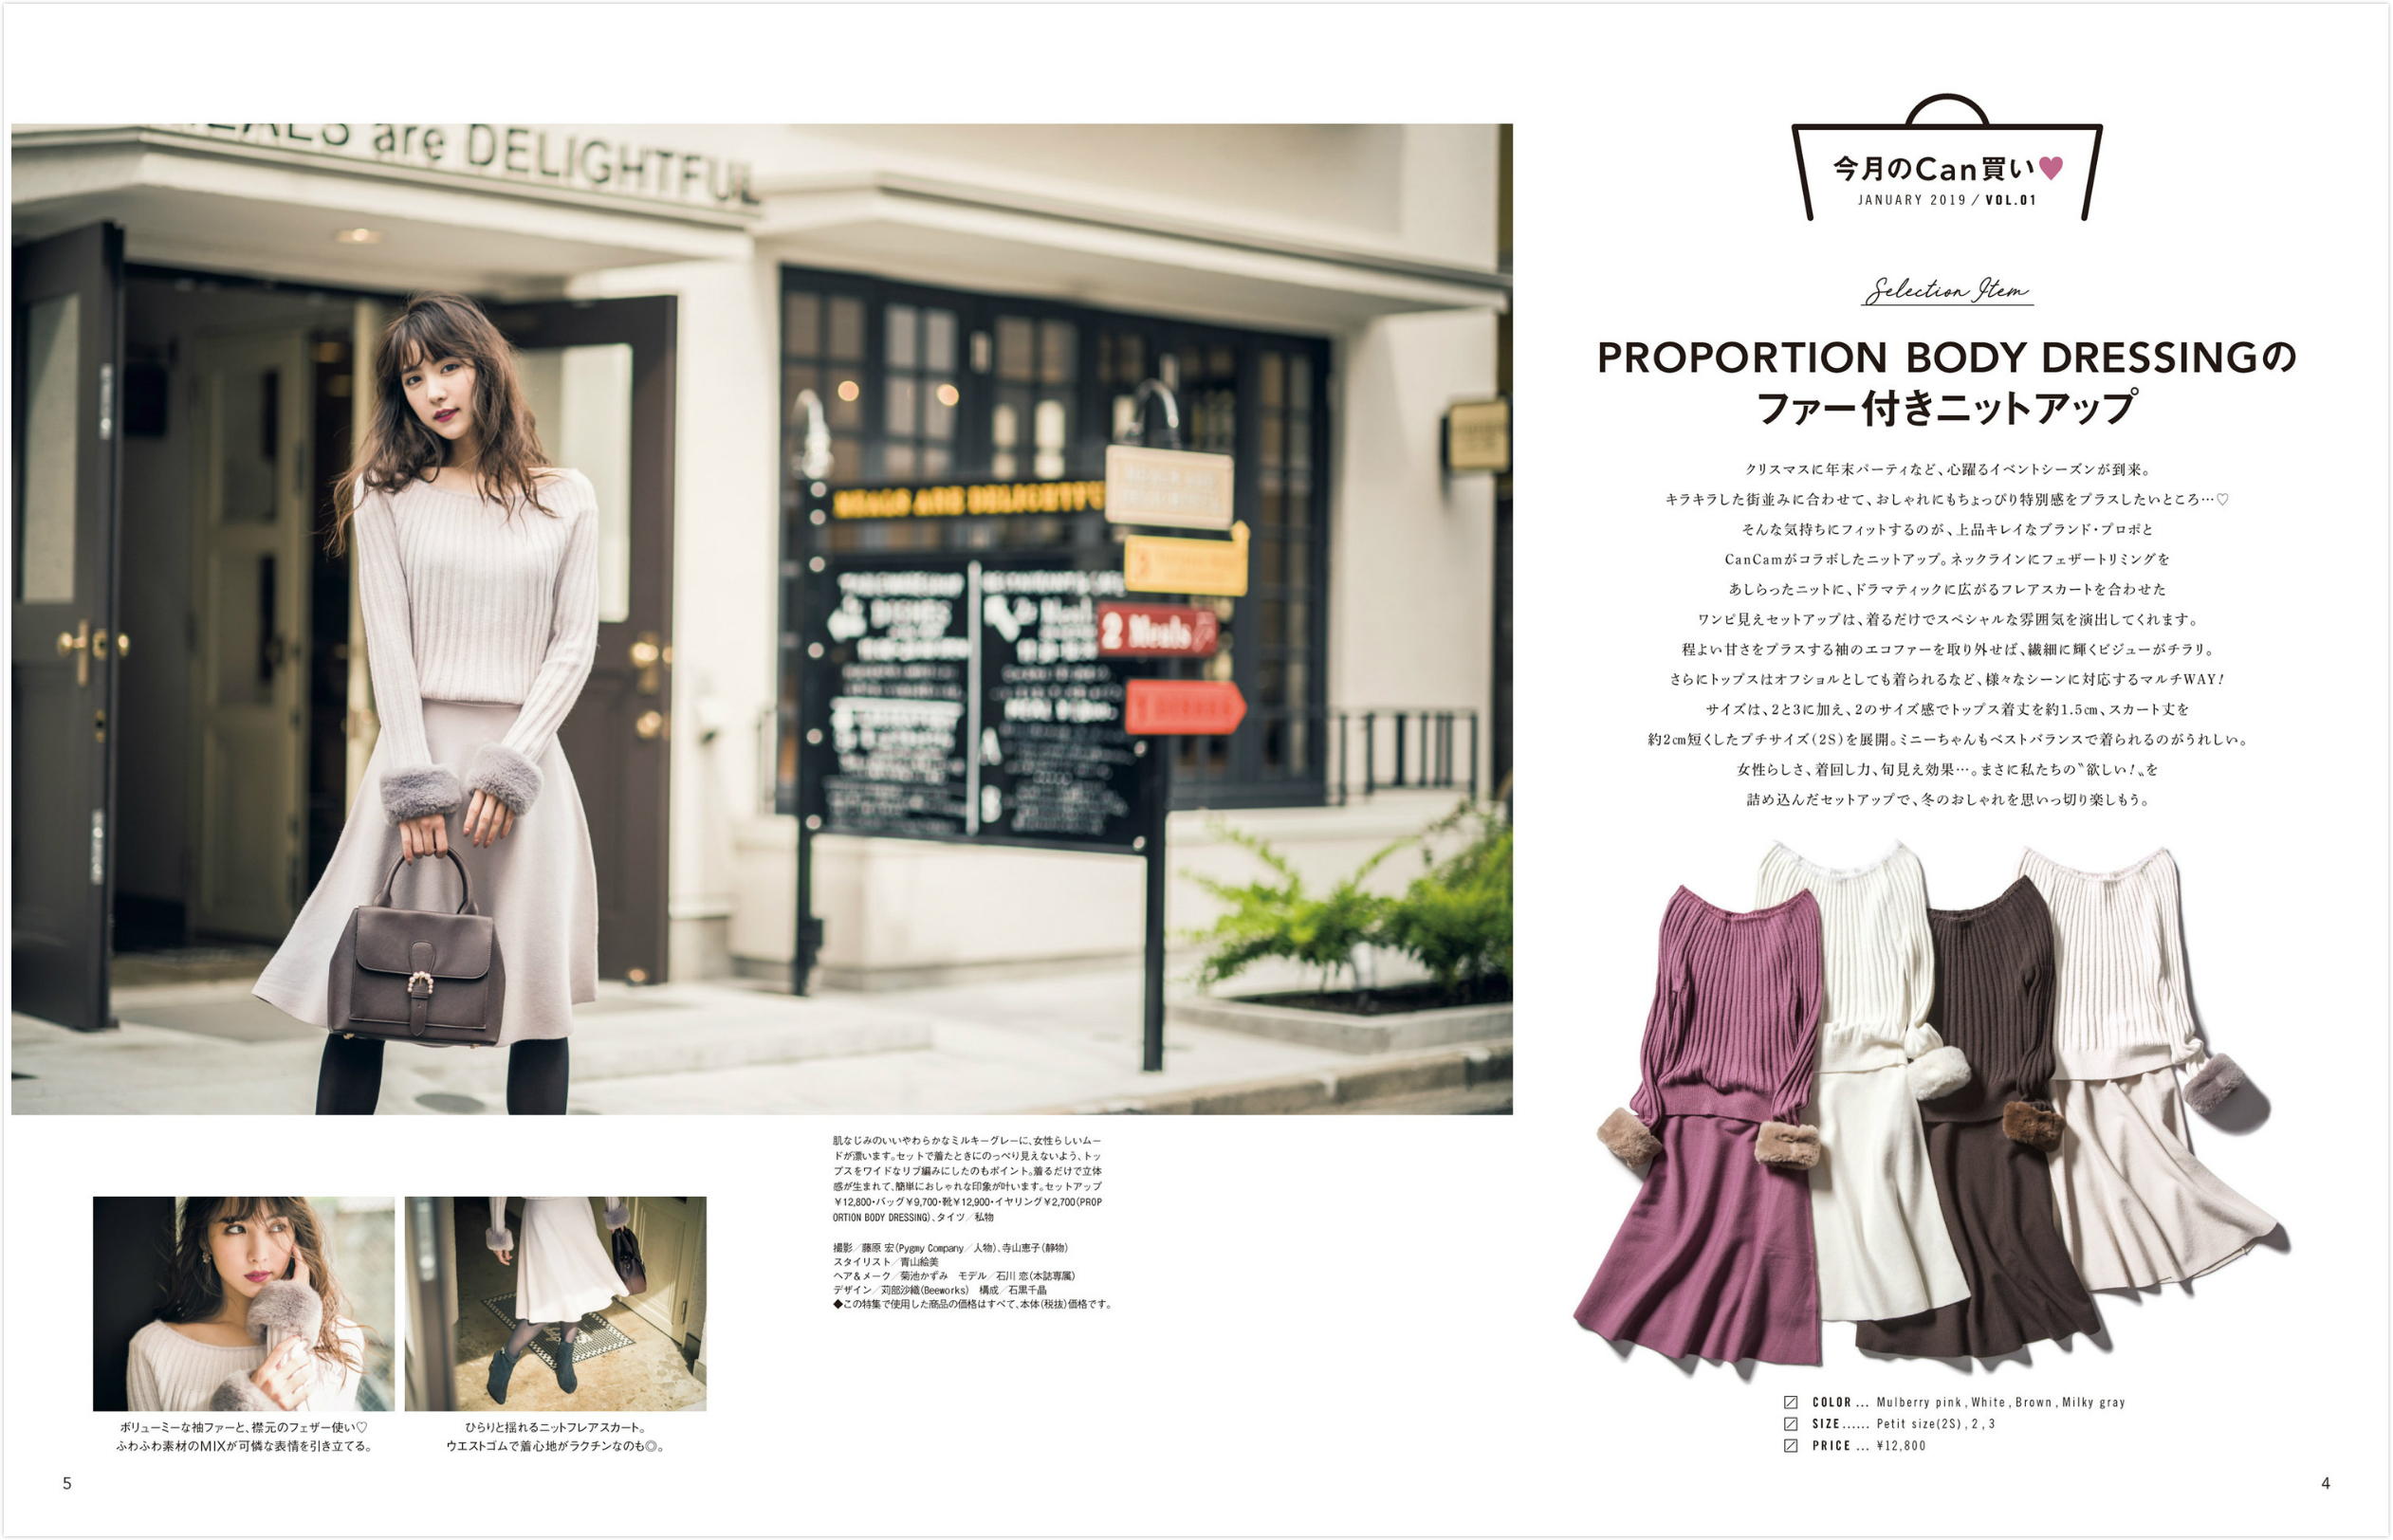 今月のCan買い♥
JANUARY 2019 / VOL.01
Selection Item
PROPORTION BODY DRESSINGの
ファー付きニットアップ
クリスマスに年末パーティなど、心躍るイベントシーズンが到来。
キラキラした街並みに合わせて、おしゃれにもちょっぴり特別感をプラスしたいところ…♡
そんな気持ちにフィットするのが、上品キレイなブランド・プロポと
CanCamがコラボしたニットアップ。ネックラインにフェザートリミングを
あしらったニットに、ドラマティックに広がるフレアスカートを合わせた
ワンピ見えセットアップは、着るだけでスペシャルな雰囲気を演出してくれます。
程よい甘さをプラスする袖のエコファーを取り外せば、繊細に輝くビジューがチラリ。
さらにトップスはオフショルとしても着られるなど、様々なシーンに対応するマルチWAY!
サイズは、2と3に加え、2のサイズ感でトップス着丈を約1.5㎝、スカート丈を
約2㎝短くしたプチサイズ(2S)を展開。ミニーちゃんもベストバランスで着られるのがうれしい。
女性らしさ、着回し力、旬見え効果…。まさに私たちの〝欲しい!〟を
詰め込んだセットアップで、冬のおしゃれを思いっ切り楽しもう。
COLOR ... Mulberry pink , White , Brown , Milky gray
SIZE...... Petit size(2S) , 2 , 3
PRICE ... ¥12,800
4
MEALS are DELIGHTFUL
MEALS ARE DELIGHTFU
2 Meals
肌なじみのいいやわらかなミルキーグレーに、女性らしいムー
ドが漂います。セットで着たときにのっぺり見えないよう、トッ
プスをワイドなリブ編みにしたのもポイント。着るだけで立体
感が生まれて、簡単におしゃれな印象が叶います。セットアップ
￥12,800・バッグ￥9,700・靴￥12,900・イヤリング￥2,700(PROP
ORTION BODY DRESSING)、タイツ／私物
撮影／藤原 宏(Pygmy Company／人物)、寺山恵子(静物)
スタイリスト／青山絵美
ヘア＆メーク／菊池かずみ　モデル／石川 恋(本誌専属)
デザイン／苅部沙織(Beeworks)　構成／石黒千晶
◆この特集で使用した商品の価格はすべて、本体(税抜)価格です。
ボリューミーな袖ファーと、襟元のフェザー使い♡
ふわふわ素材のMIXが可憐な表情を引き立てる。
ひらりと揺れるニットフレアスカート。
ウエストゴムで着心地がラクチンなのも◎。
5